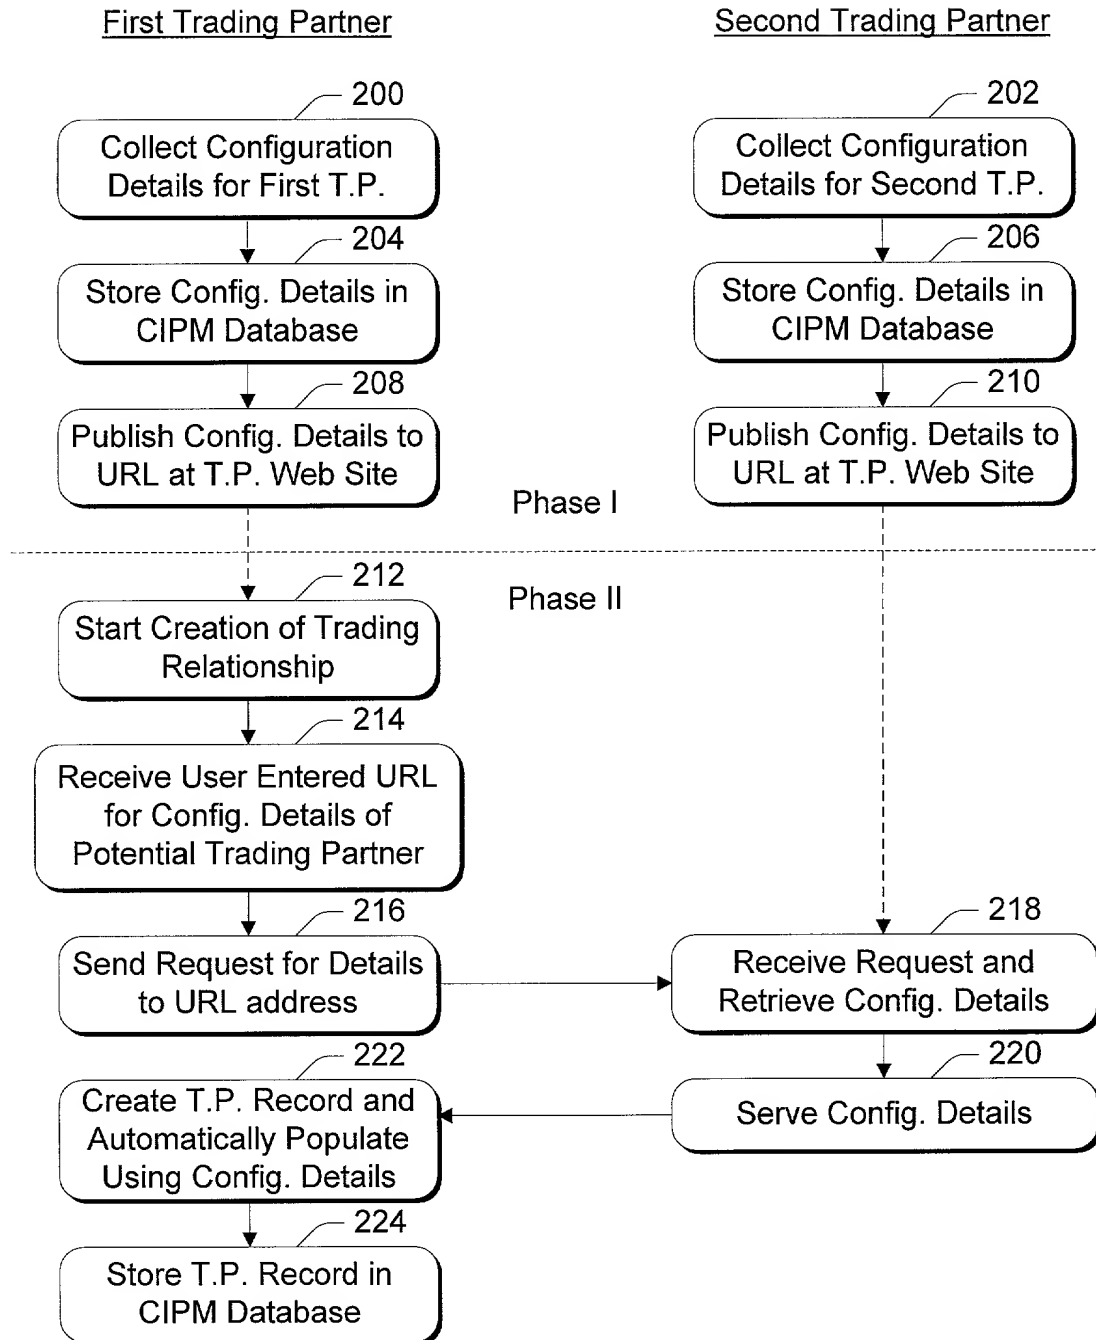 First Trading Partner
Second Trading Partner
200
Collect Configuration
Details for First T.P.
202
Collect Configuration
Details for Second T.P.
204
Store Config. Details in
CIPM Database
206
Store Config. Details in
CIPM Database
208
Publish Config. Details to
URL at T.P. Web Site
210
Publish Config. Details to
URL at T.P. Web Site
Phase I
Phase II
212
Start Creation of Trading
Relationship
214
Receive User Entered URL
for Config. Details of
Potential Trading Partner
216
Send Request for Details
to URL address
218
Receive Request and
Retrieve Config. Details
220
Serve Config. Details
222
Create T.P. Record and
Automatically Populate
Using Config. Details
224
Store T.P. Record in
CIPM Database